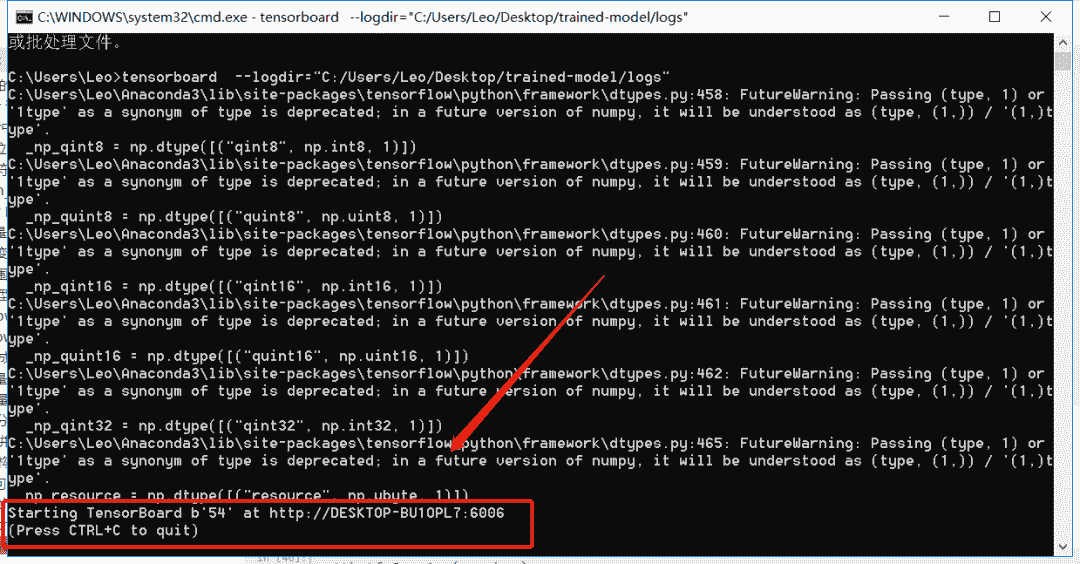 C:\WINDOWS\system32\cmd.exe - tensorboard  --logdir="C:/Users/Leo/Desktop/trained-model/logs"
或批处理文件。
C:\Users\Leo>tensorboard  --logdir="C:/Users/Leo/Desktop/trained-model/logs"
C:\Users\Leo\Anaconda3\lib\site-packages\tensorflow\python\framework\dtypes.py:458: FutureWarning: Passing (type, 1) or
'1type' as a synonym of type is deprecated; in a future version of numpy, it will be understood as (type, (1,)) / '(1,)t
ype'.
_np_qint8 = np.dtype([("qint8", np.int8, 1)])
C:\Users\Leo\Anaconda3\lib\site-packages\tensorflow\python\framework\dtypes.py:459: FutureWarning: Passing (type, 1) or
'1type' as a synonym of type is deprecated; in a future version of numpy, it will be understood as (type, (1,)) / '(1,)t
ype'.
_np_quint8 = np.dtype([("quint8", np.uint8, 1)])
C:\Users\Leo\Anaconda3\lib\site-packages\tensorflow\python\framework\dtypes.py:460: FutureWarning: Passing (type, 1) or
'1type' as a synonym of type is deprecated; in a future version of numpy, it will be understood as (type, (1,)) / '(1,)t
ype'.
_np_qint16 = np.dtype([("qint16", np.int16, 1)])
C:\Users\Leo\Anaconda3\lib\site-packages\tensorflow\python\framework\dtypes.py:461: FutureWarning: Passing (type, 1) or
'1type' as a synonym of type is deprecated; in a future version of numpy, it will be understood as (type, (1,)) / '(1,)t
ype'.
_np_quint16 = np.dtype([("quint16", np.uint16, 1)])
C:\Users\Leo\Anaconda3\lib\site-packages\tensorflow\python\framework\dtypes.py:462: FutureWarning: Passing (type, 1) or
'1type' as a synonym of type is deprecated; in a future version of numpy, it will be understood as (type, (1,)) / '(1,)t
ype'.
_np_qint32 = np.dtype([("qint32", np.int32, 1)])
C:\Users\Leo\Anaconda3\lib\site-packages\tensorflow\python\framework\dtypes.py:465: FutureWarning: Passing (type, 1) or
'1type' as a synonym of type is deprecated; in a future version of numpy, it will be understood as (type, (1,)) / '(1,)t
ype'.
np_resource = np.dtype([("resource", np.ubyte, 1)])
Starting TensorBoard b'54' at http://DESKTOP-BU1OPL7:6006
(Press CTRL+C to quit)